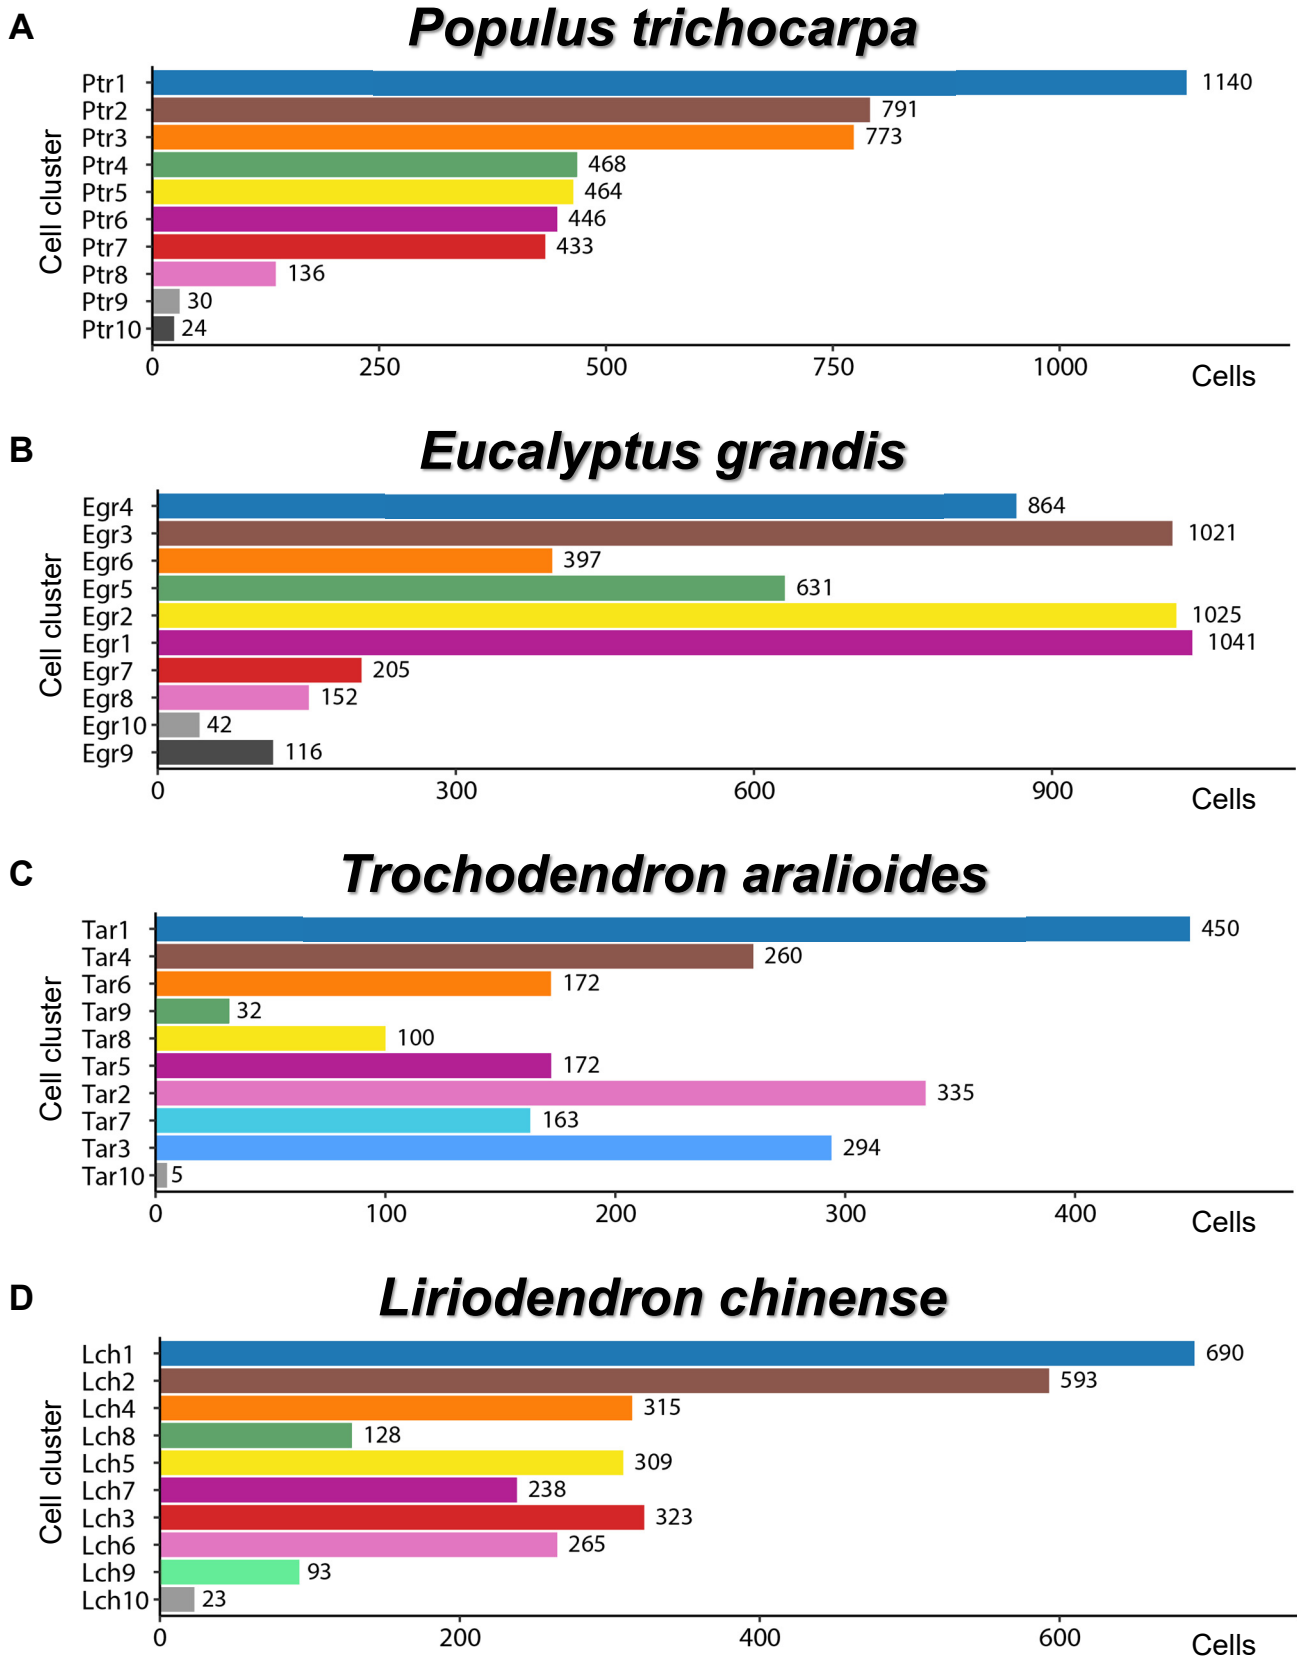 A
Populus trichocarpa
Cell cluster
Ptr1 1140
Ptr2 791
Ptr3 773
Ptr4 468
Ptr5 464
Ptr6 446
Ptr7 433
Ptr8 136
Ptr9 30
Ptr10 24
0 250 500 750 1000
Cells
B
Eucalyptus grandis
Cell cluster
Egr4 864
Egr3 1021
Egr6 397
Egr5 631
Egr2 1025
Egr1 1041
Egr7 205
Egr8 152
Egr10 42
Egr9 116
0 300 600 900
Cells
C
Trochodendron aralioides
Cell cluster
Tar1 450
Tar4 260
Tar6 172
Tar9 32
Tar8 100
Tar5 172
Tar2 335
Tar7 163
Tar3 294
Tar10 5
0 100 200 300 400
Cells
D
Liriodendron chinense
Cell cluster
Lch1 690
Lch2 593
Lch4 315
Lch8 128
Lch5 309
Lch7 238
Lch3 323
Lch6 265
Lch9 93
Lch10 23
0 200 400 600
Cells